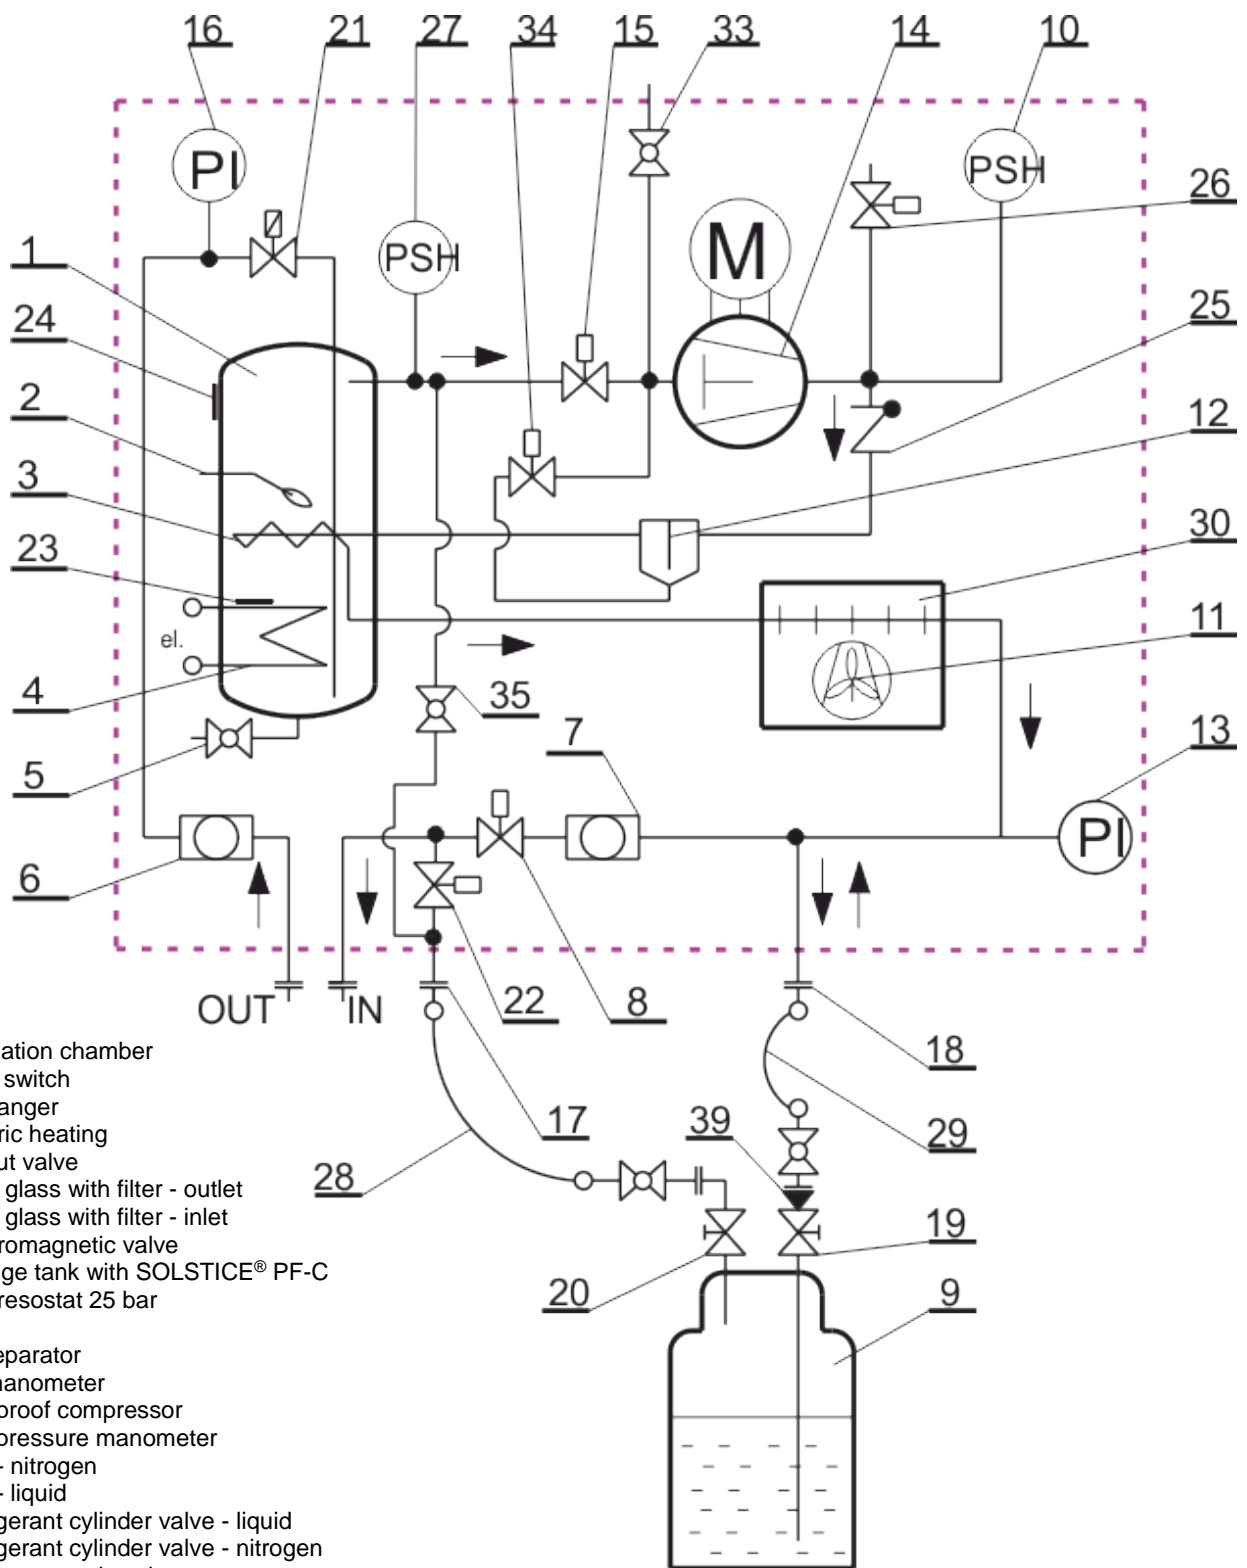 16 21 27 34 15 33 14 10
PI
PSH
M
PSH
26
1
24
25
2
12
3
23
30
el.
11
4
35
7
13
5
PI
6
OUT IN 22 8 18
17 39 29
28
20 19
9
ation chamber
switch
anger
ric heating
ut valve
glass with filter - outlet
glass with filter - inlet
romagnetic valve
ge tank with SOLSTICE® PF-C
resostat 25 bar
eparator
nanometer
proof compressor
pressure manometer
- nitrogen
- liquid
gerant cylinder valve - liquid
gerant cylinder valve - nitrogen